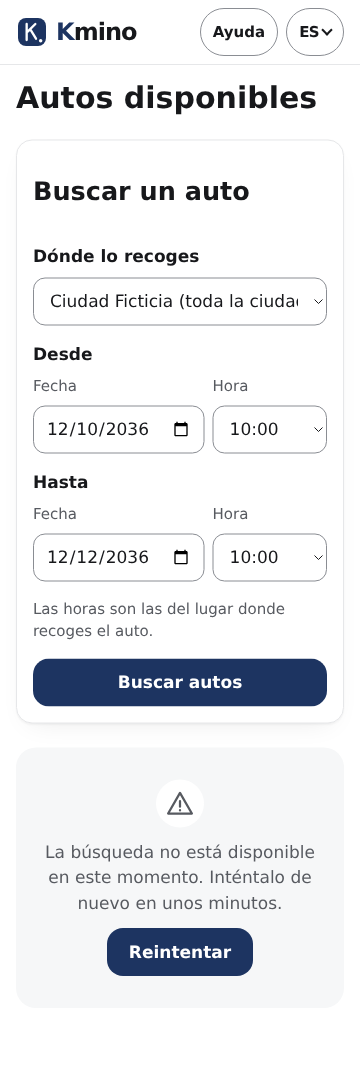 K. Kmino
Ayuda
ES
Autos disponibles
Buscar un auto
Dónde lo recoges
Ciudad Ficticia (toda la ciudad
Desde
Fecha
Hora
12/10/2036
10:00
Hasta
Fecha
Hora
12/12/2036
10:00
Las horas son las del lugar donde
recoges el auto.
Buscar autos
La búsqueda no está disponible
en este momento. Inténtalo de
nuevo en unos minutos.
Reintentar